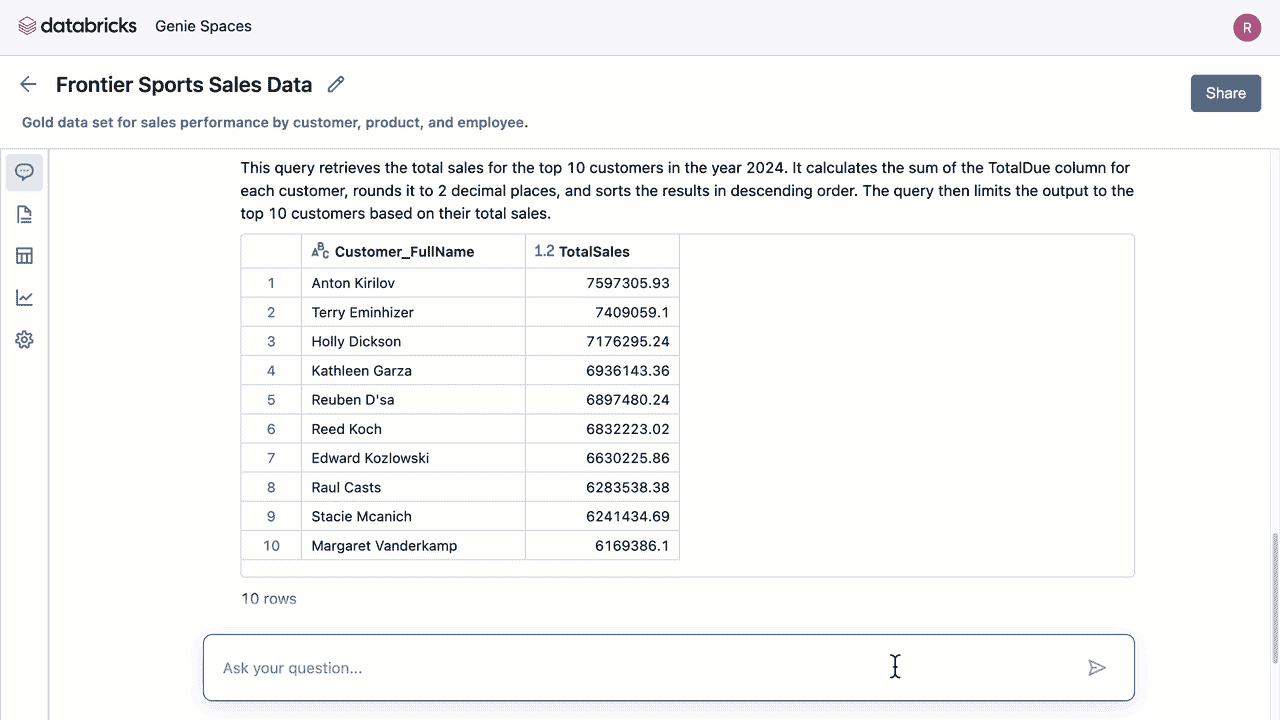 databricks Genie Spaces
R
Frontier Sports Sales Data
Share
Gold data set for sales performance by customer, product, and employee.
This query retrieves the total sales for the top 10 customers in the year 2024. It calculates the sum of the TotalDue column for
each customer, rounds it to 2 decimal places, and sorts the results in descending order. The query then limits the output to the
top 10 customers based on their total sales.
ABC Customer_FullName 1.2 TotalSales
1 Anton Kirilov 7597305.93
2 Terry Eminhizer 7409059.1
3 Holly Dickson 7176295.24
4 Kathleen Garza 6936143.36
5 Reuben D'sa 6897480.24
6 Reed Koch 6832223.02
7 Edward Kozlowski 6630225.86
8 Raul Casts 6283538.38
9 Stacie Mcanich 6241434.69
10 Margaret Vanderkamp 6169386.1
10 rows
Ask your question...